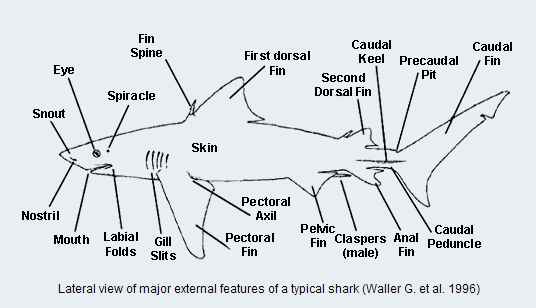 Fin
Spine
First dorsal
Fin
Caudal
Keel
Precaudal
Pit
Caudal
Fin
Eye
Spiracle
Second
Dorsal Fin
Snout
Skin
Nostril
Mouth
Labial
Folds
Gill
Slits
Pectoral
Axil
Pectoral
Fin
Pelvic
Fin
Claspers
(male)
Anal
Fin
Caudal
Peduncle
Lateral view of major external features of a typical shark (Waller G. et al. 1996)